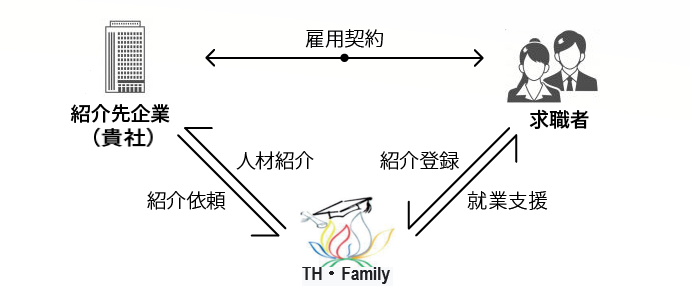 雇用契約
紹介先企業
（貴社）
求職者
人材紹介
紹介登録
紹介依頼
就業支援
TH・Family